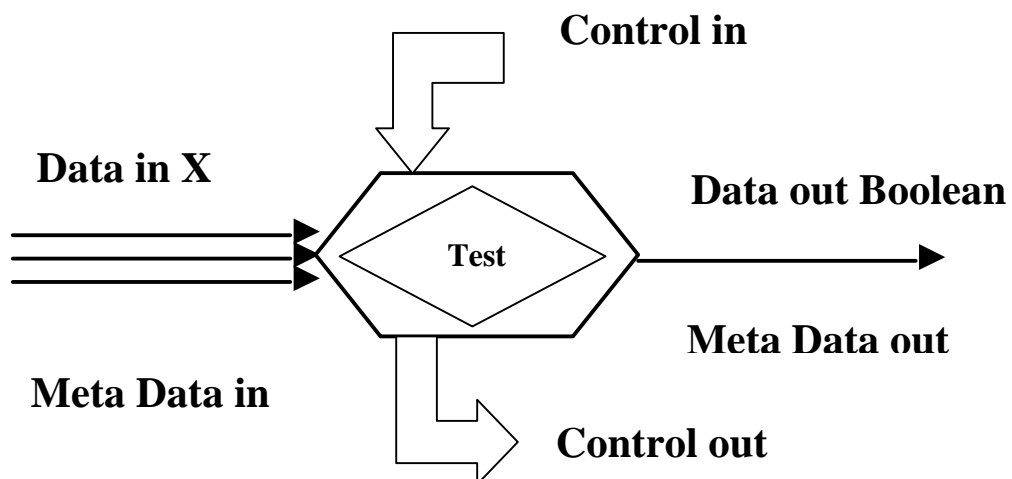 Control in
Data in X
Data out Boolean
Test
Meta Data out
Meta Data in
Control out